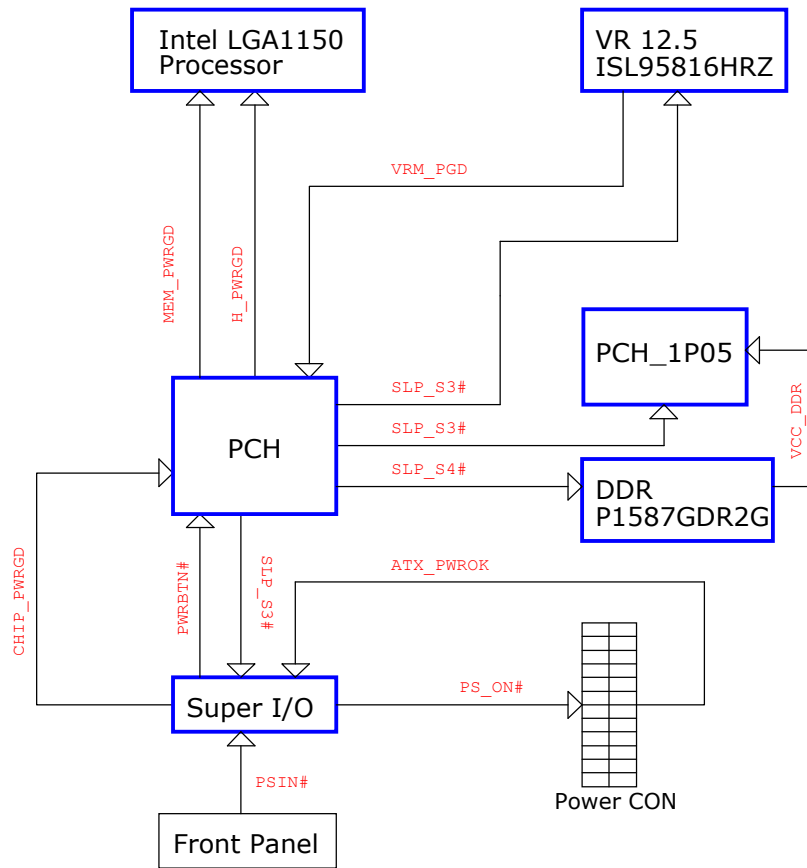 Intel LGA1150
Processor
VR 12.5
ISL95816HRZ
VRM_PGD
MEM_PWRGD
H_PWRGD
PCH_1P05
VCC_DDR
SLP_S3#
PCH
SLP_S3#
SLP_S4#
DDR
P1587GDR2G
CHIP_PWRGD
PWRBTN#
SLP_S3#
ATX_PWROK
Super I/O
PS_ON#
PSIN#
Power CON
Front Panel